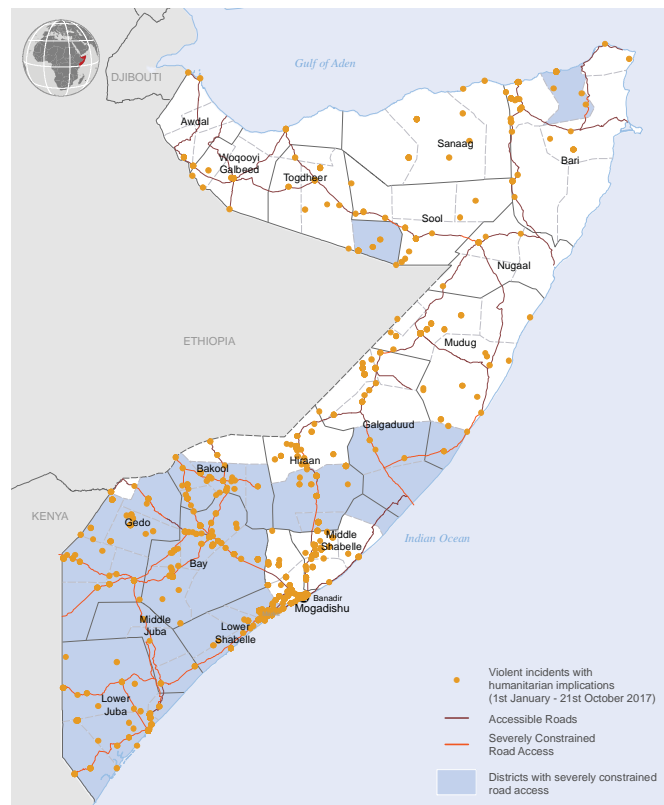 Gulf of Aden
DJIBOUTI
Awdal
Woqooyi
Galbeed
Togdheer
Sanaag
Bari
Sool
Nugaal
ETHIOPIA
Mudug
Galgaduud
Hiraan
Bakool
KENYA
Gedo
Bay
Middle
Shabelle
Indian Ocean
Banadir
Mogadishu
Middle
Juba
Lower
Shabelle
Lower
Juba
Violent incidents with
humanitarian implications
(1st January - 21st October 2017)
Accessible Roads
Severely Constrained
Road Access
Districts with severely constrained
road access